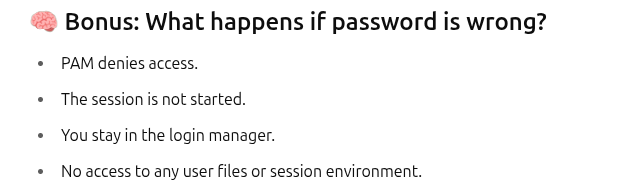 🧠 Bonus: What happens if password is wrong?
• PAM denies access.
• The session is not started.
• You stay in the login manager.
• No access to any user files or session environment.